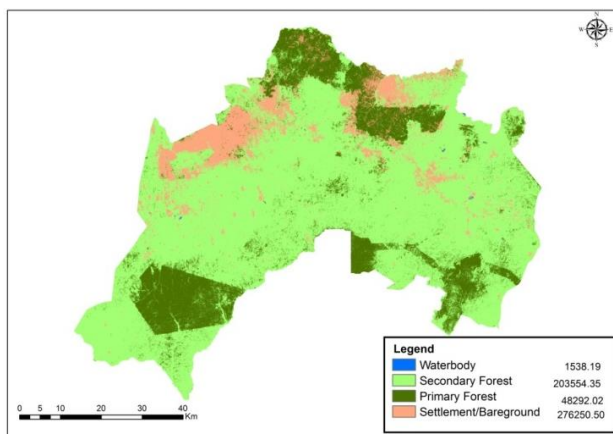 N
W E
S
Legend
Waterbody 1538.19
Secondary Forest 203554.35
Primary Forest 48292.02
Settlement/Bareground 276250.50
0 5 10 20 30 40
Km